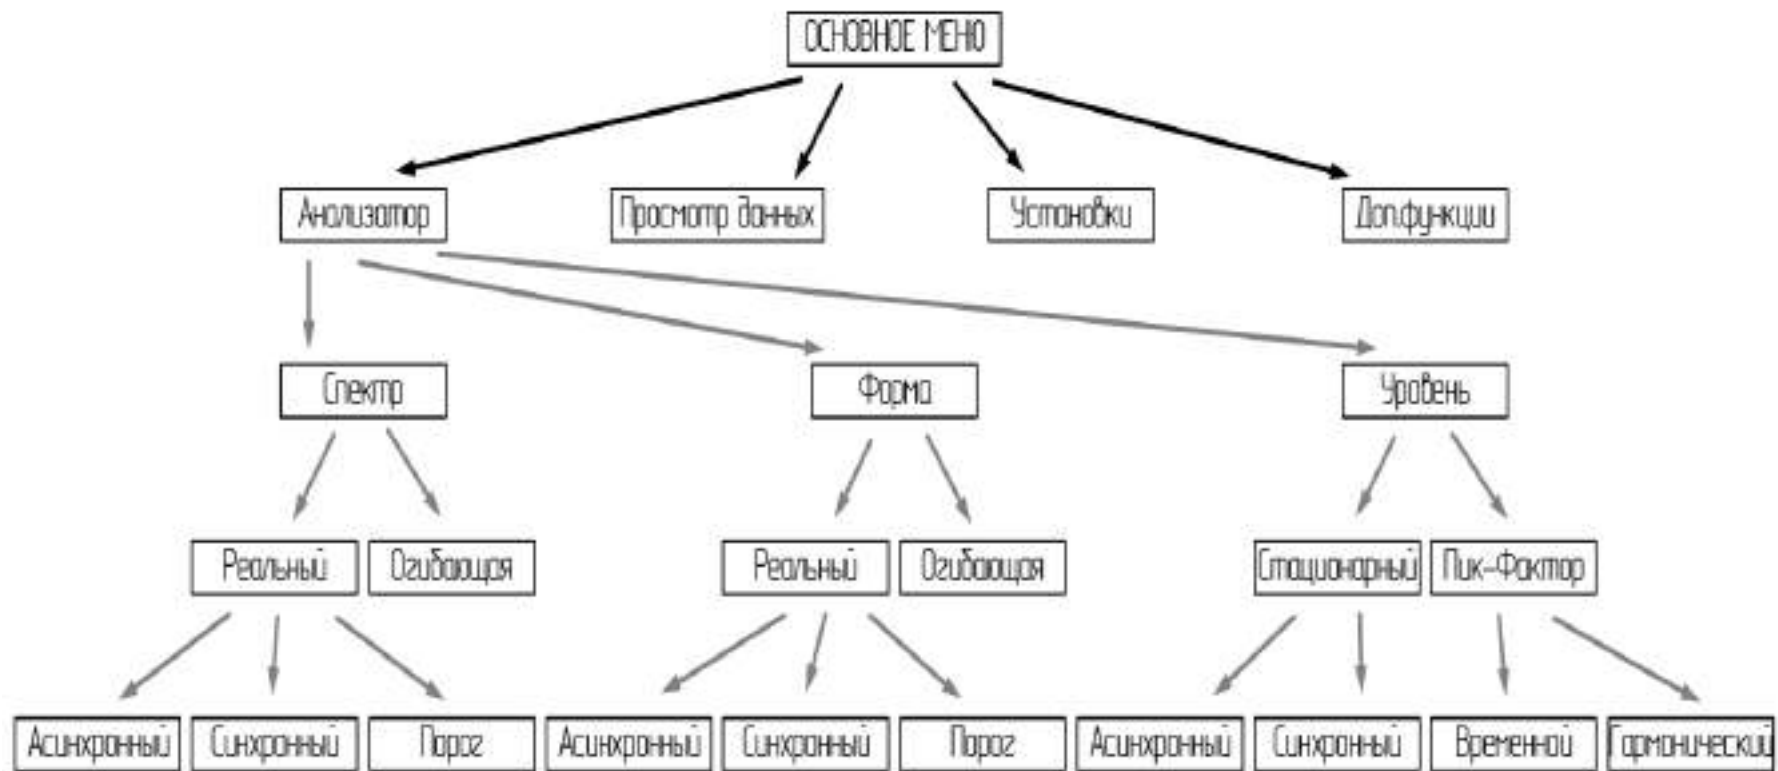 ОСНОВНОЕ МЕНЮ
Анализатор
Просмотр данных
Установки
Доп.функции
Спектр
Форма
Уровень
Реальный
Огибающая
Реальный
Огибающая
Стационарный
Пик-Фактор
Асинхронный
Синхронный
Порог
Асинхронный
Синхронный
Порог
Асинхронный
Синхронный
Временной
Гармонический